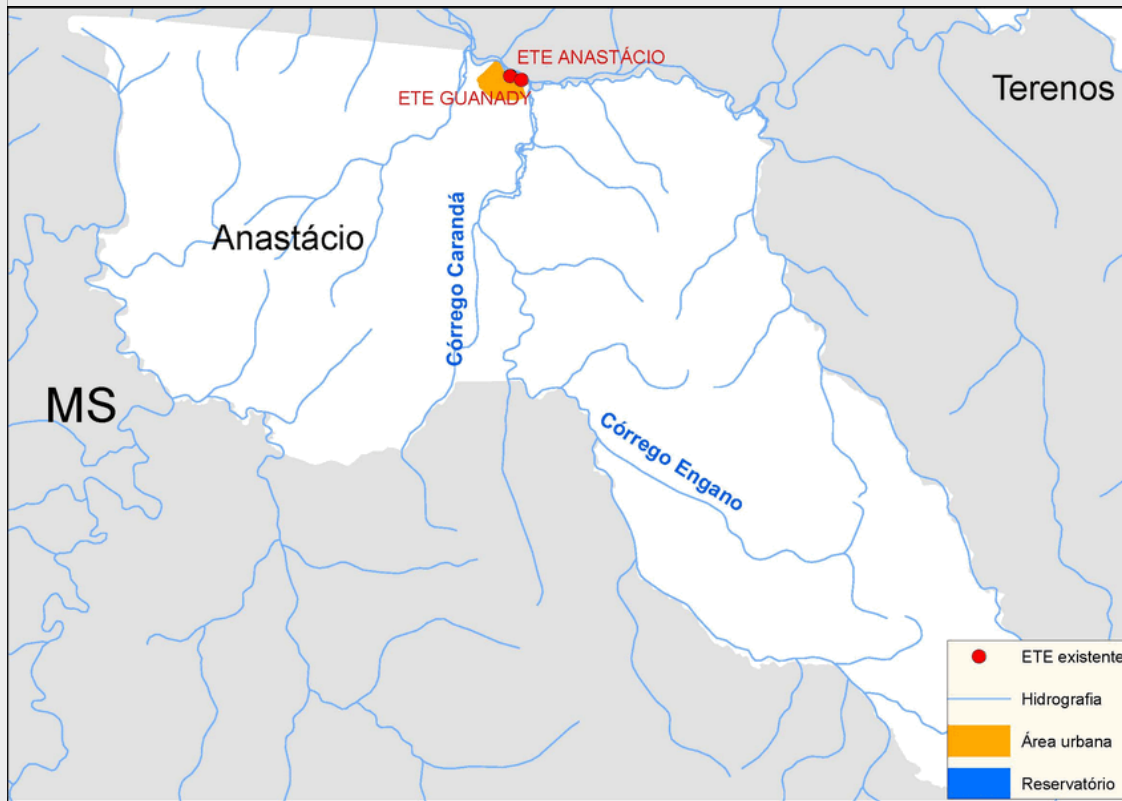 ETE ANASTÁCIO
Terenos
ETE GUANADY
Anastácio
Córrego Carandá
MS
Córrego Engano
ETE existente
Hidrografia
Área urbana
Reservatório